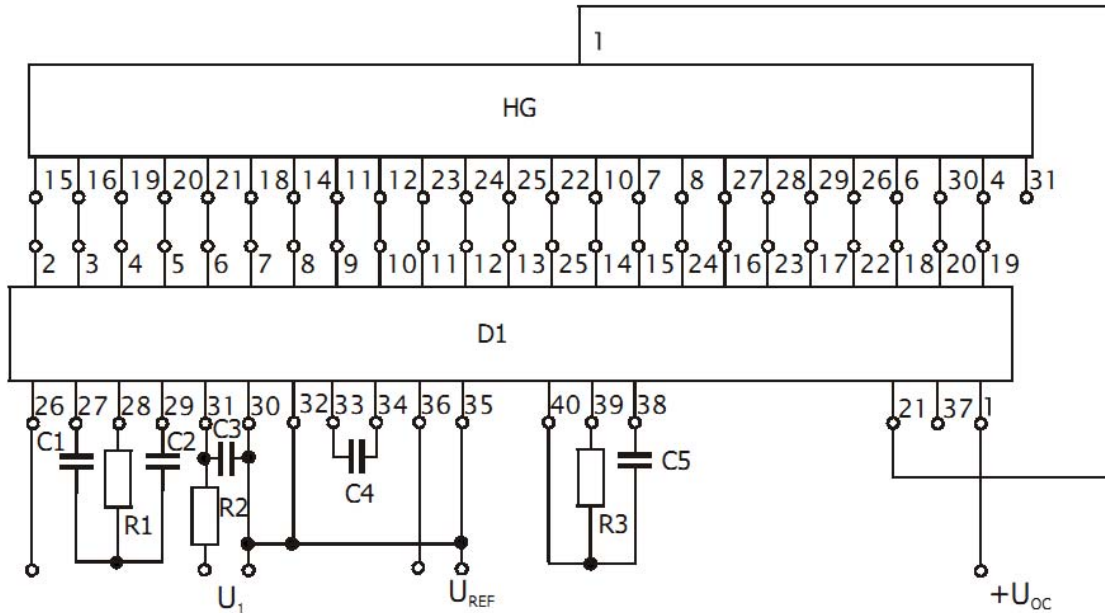 1
HG
15 16 19 20 21 18 14 11 12 23 24 25 22 10 7 8 27 28 29 26 6 30 4 31
2 3 4 5 6 7 8 9 10 11 12 13 25 14 15 24 16 23 17 22 18 20 19
D1
26 27 28 29 31 30 32 33 34 36 35 40 39 38 21 37 1
C1 C2 C3
C5
C4
R1 R2 R3
U₁ U_REF +U_OC